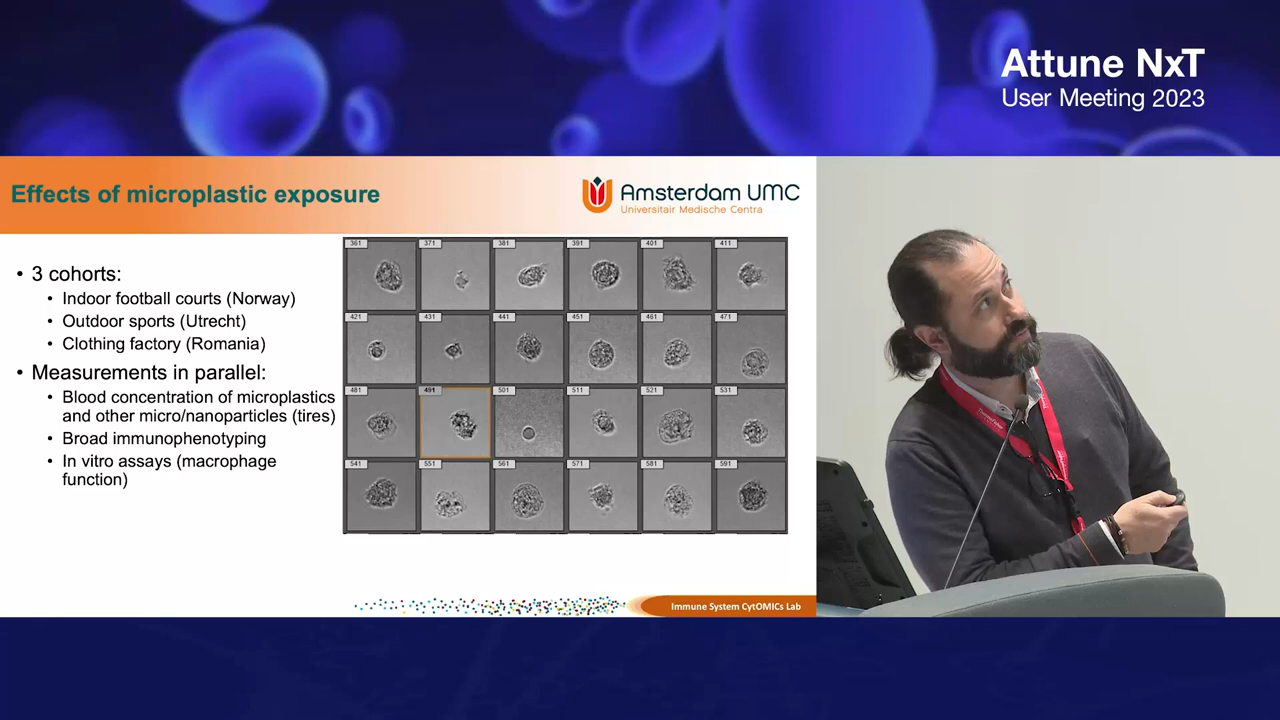 Attune NxT
User Meeting 2023
Effects of microplastic exposure
Amsterdam UMC
Universitair Medische Centra
• 3 cohorts:
• Indoor football courts (Norway)
• Outdoor sports (Utrecht)
• Clothing factory (Romania)
• Measurements in parallel:
• Blood concentration of microplastics
and other micro/nanoparticles (tires)
• Broad immunophenotyping
• In vitro assays (macrophage
function)
361 371 381 391 401 411
421 431 441 451 461 471
481 491 501 511 521 531
541 551 561 571 581 591
Immune System CytOMICs Lab